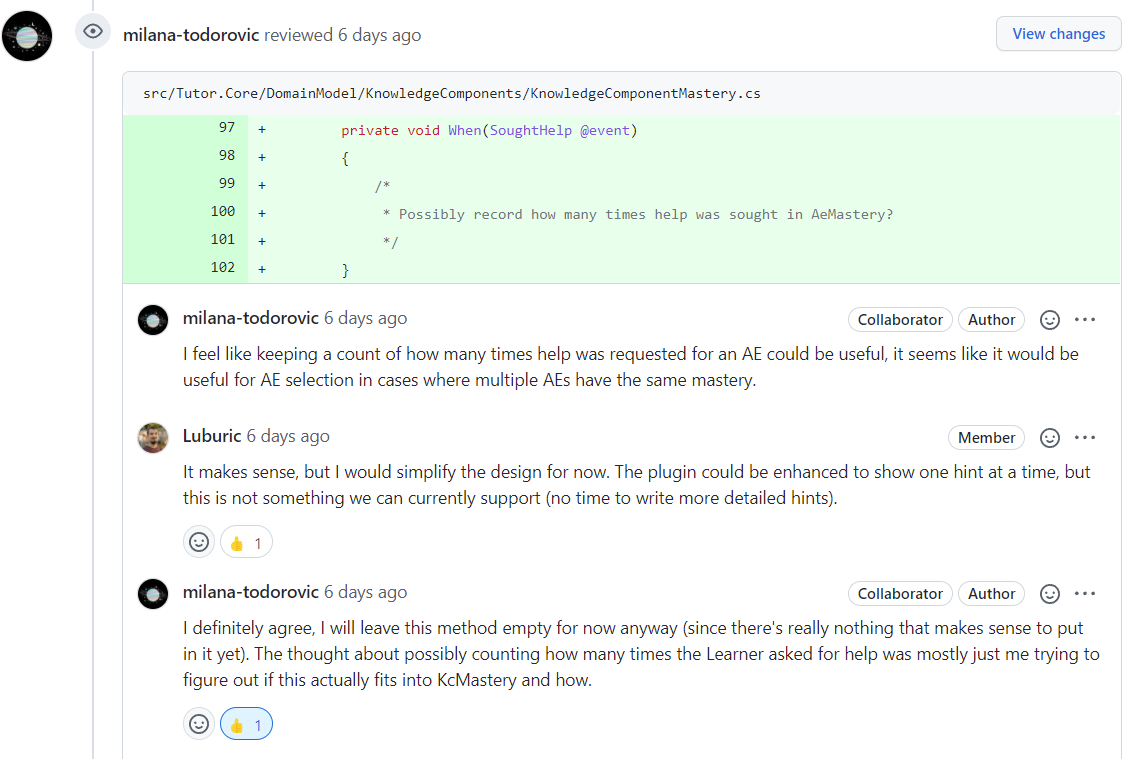 milana-todorovic reviewed 6 days ago
View changes
src/Tutor.Core/DomainModel/KnowledgeComponents/KnowledgeComponentMastery.cs
97 + private void When(SoughtHelp @event)
98 + {
99 + /*
100 + * Possibly record how many times help was sought in AeMastery?
101 + */
102 + }
milana-todorovic 6 days ago
Collaborator Author
I feel like keeping a count of how many times help was requested for an AE could be useful, it seems like it would be
useful for AE selection in cases where multiple AEs have the same mastery.
Luburic 6 days ago
Member
It makes sense, but I would simplify the design for now. The plugin could be enhanced to show one hint at a time, but
this is not something we can currently support (no time to write more detailed hints).
👍 1
milana-todorovic 6 days ago
Collaborator Author
I definitely agree, I will leave this method empty for now anyway (since there's really nothing that makes sense to put
in it yet). The thought about possibly counting how many times the Learner asked for help was mostly just me trying to
figure out if this actually fits into KcMastery and how.
👍 1